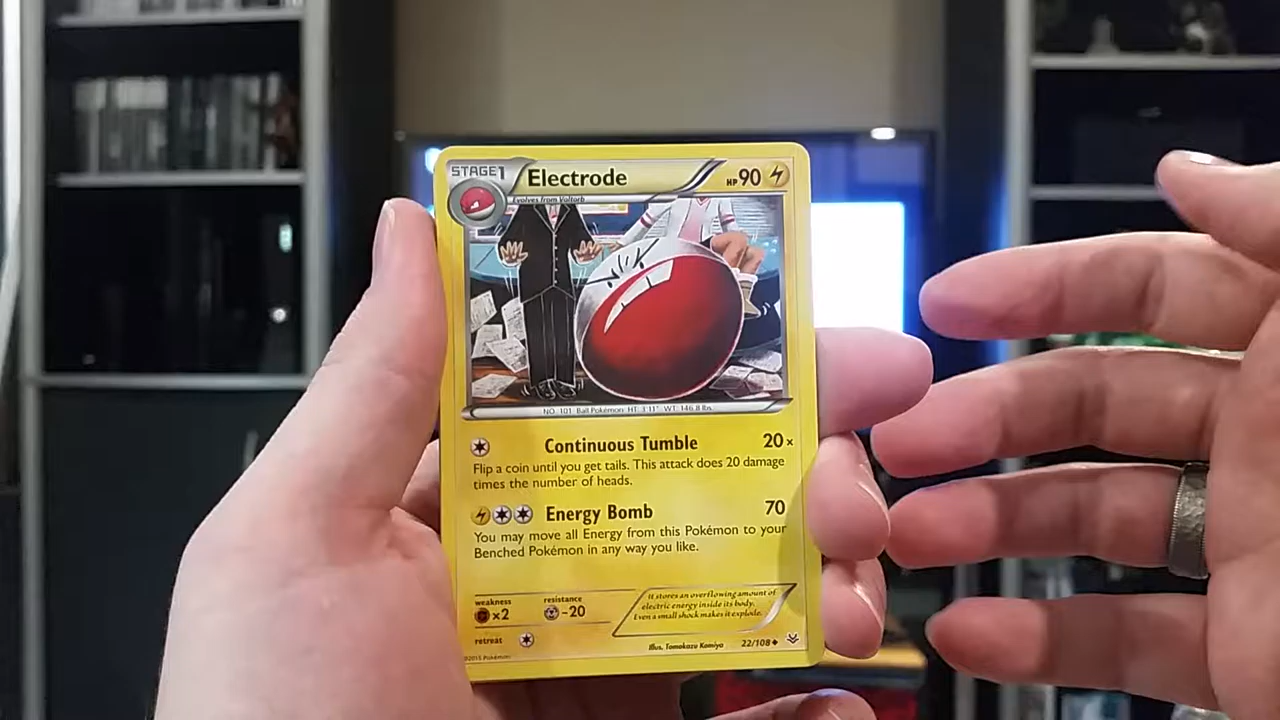 STAGE1 Electrode HP 90
Evolves from Voltorb
NO. 101 Ball Pokémon HT: 3'11" WT: 146.8 lbs.
Continuous Tumble 20×
Flip a coin until you get tails. This attack does 20 damage
times the number of heads.
Energy Bomb 70
You may move all Energy from this Pokémon to your
Benched Pokémon in any way you like.
weakness resistance
×2 -20
It stores an overflowing amount of
electric energy inside its body.
Even a small shock makes it explode.
retreat
Illus. Tomokazu Komiya 22/108
©2015 Pokémon